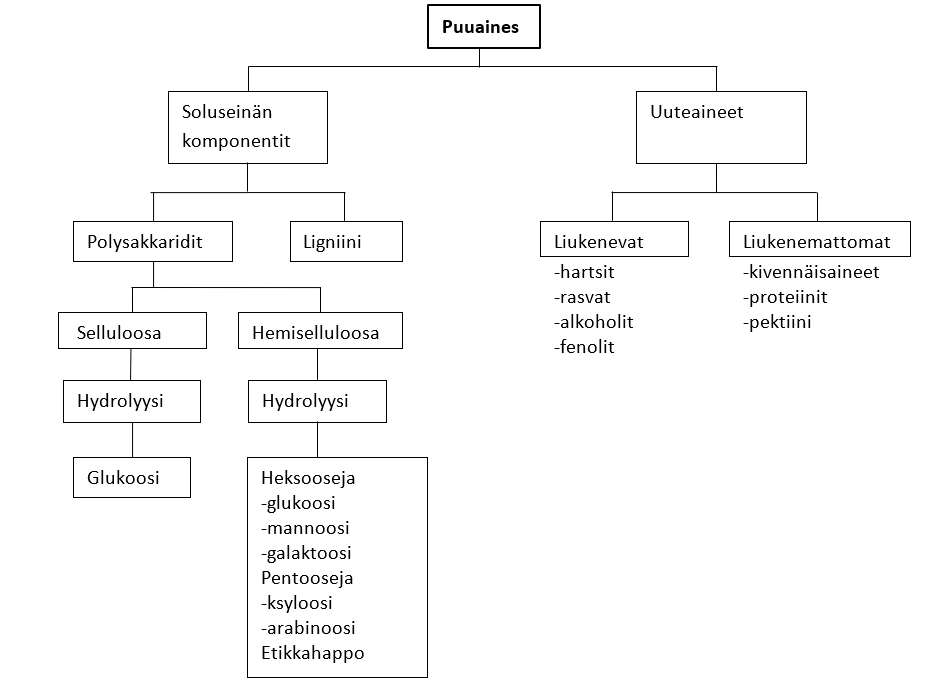 Puuaines
Soluseinän
komponentit
Uuteaineet
Polysakkaridit
Ligniini
Liukenevat
-hartsit
-rasvat
-alkoholit
-fenolit
Liukenemattomat
-kivennäisaineet
-proteiinit
-pektiini
Selluloosa
Hemiselluloosa
Hydrolyysi
Hydrolyysi
Glukoosi
Heksooseja
-glukoosi
-mannoosi
-galaktoosi
Pentooseja
-ksyloosi
-arabinoosi
Etikkahappo